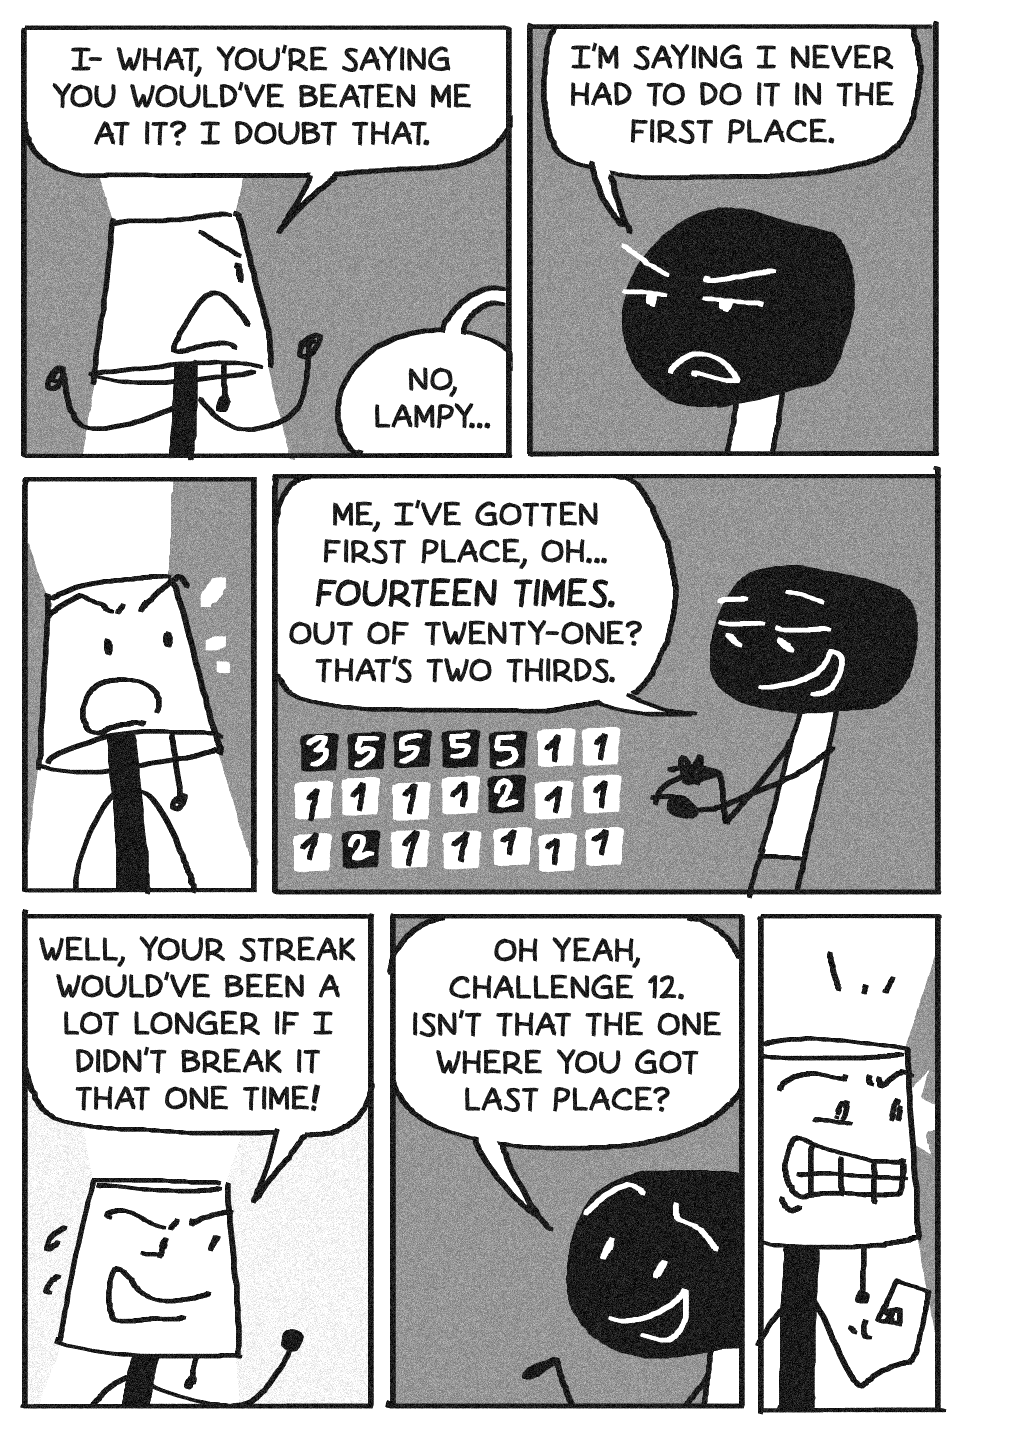 I- WHAT, YOU'RE SAYING
YOU WOULD'VE BEATEN ME
AT IT? I DOUBT THAT.
NO,
LAMPY...
I'M SAYING I NEVER
HAD TO DO IT IN THE
FIRST PLACE.
ME, I'VE GOTTEN
FIRST PLACE, OH...
FOURTEEN TIMES.
OUT OF TWENTY-ONE?
THAT'S TWO THIRDS.
3 5 5 5 5 1 1
1 1 1 1 2 1 1
1 2 1 1 1 1 1
WELL, YOUR STREAK
WOULD'VE BEEN A
LOT LONGER IF I
DIDN'T BREAK IT
THAT ONE TIME!
OH YEAH,
CHALLENGE 12.
ISN'T THAT THE ONE
WHERE YOU GOT
LAST PLACE?